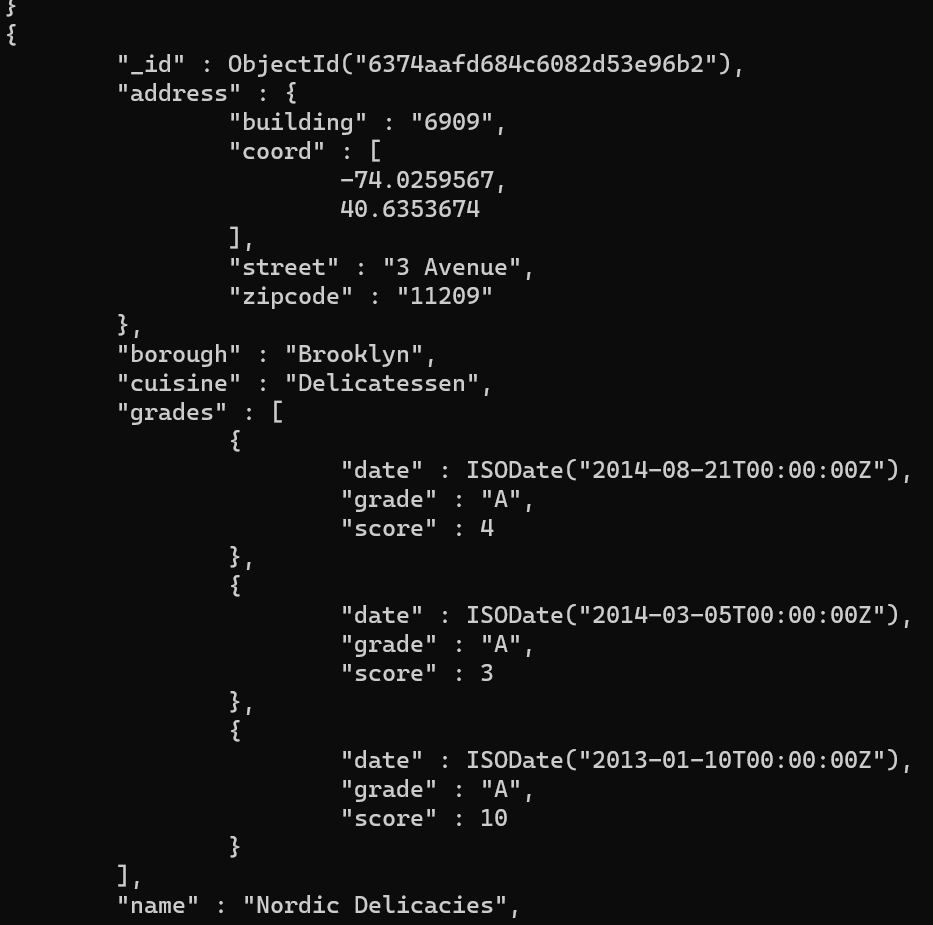 }
{
        "_id" : ObjectId("6374aafd684c6082d53e96b2"),
        "address" : {
                "building" : "6909",
                "coord" : [
                        -74.0259567,
                        40.6353674
                ],
                "street" : "3 Avenue",
                "zipcode" : "11209"
        },
        "borough" : "Brooklyn",
        "cuisine" : "Delicatessen",
        "grades" : [
                {
                        "date" : ISODate("2014-08-21T00:00:00Z"),
                        "grade" : "A",
                        "score" : 4
                },
                {
                        "date" : ISODate("2014-03-05T00:00:00Z"),
                        "grade" : "A",
                        "score" : 3
                },
                {
                        "date" : ISODate("2013-01-10T00:00:00Z"),
                        "grade" : "A",
                        "score" : 10
                }
        ],
        "name" : "Nordic Delicacies",